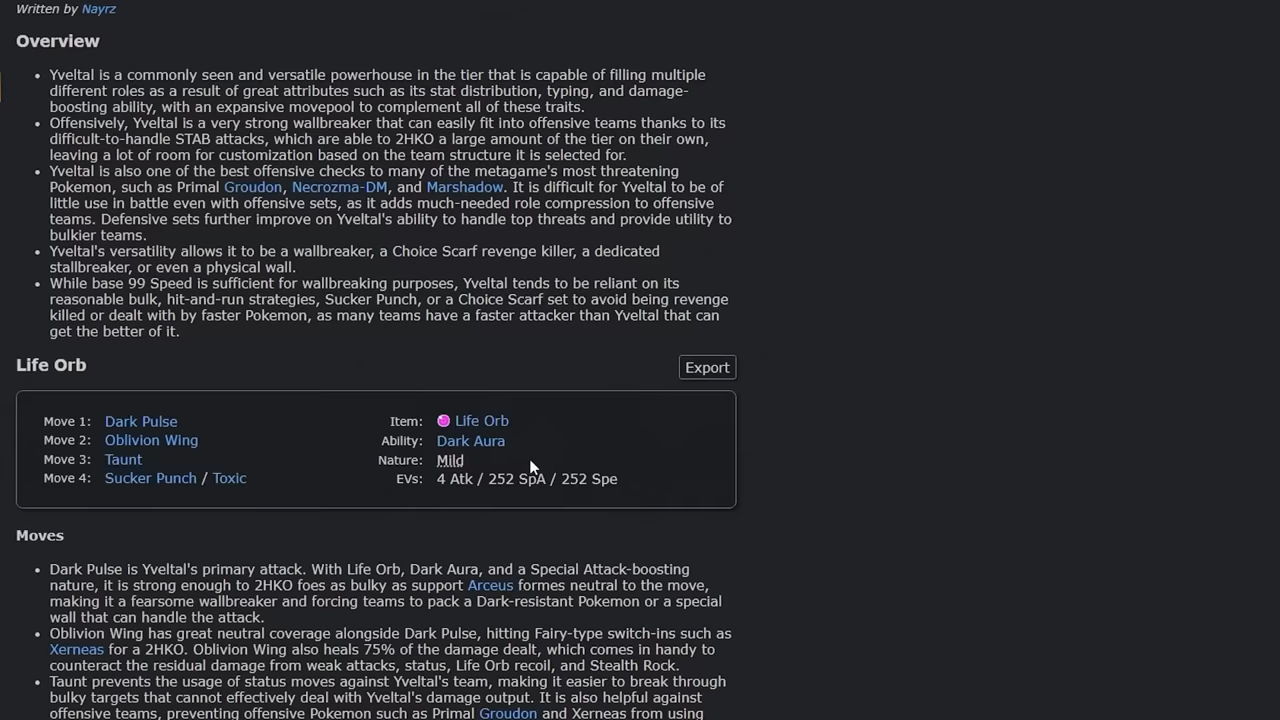 Written by Nayrz
Overview
• Yveltal is a commonly seen and versatile powerhouse in the tier that is capable of filling multiple
different roles as a result of great attributes such as its stat distribution, typing, and damage-
boosting ability, with an expansive movepool to complement all of these traits.
• Offensively, Yveltal is a very strong wallbreaker that can easily fit into offensive teams thanks to its
difficult-to-handle STAB attacks, which are able to 2HKO a large amount of the tier on their own,
leaving a lot of room for customization based on the team structure it is selected for.
• Yveltal is also one of the best offensive checks to many of the metagame's most threatening
Pokemon, such as Primal Groudon, Necrozma-DM, and Marshadow. It is difficult for Yveltal to be of
little use in battle even with offensive sets, as it adds much-needed role compression to offensive
teams. Defensive sets further improve on Yveltal's ability to handle top threats and provide utility to
bulkier teams.
• Yveltal's versatility allows it to be a wallbreaker, a Choice Scarf revenge killer, a dedicated
stallbreaker, or even a physical wall.
• While base 99 Speed is sufficient for wallbreaking purposes, Yveltal tends to be reliant on its
reasonable bulk, hit-and-run strategies, Sucker Punch, or a Choice Scarf set to avoid being revenge
killed or dealt with by faster Pokemon, as many teams have a faster attacker than Yveltal that can
get the better of it.
Life Orb
Export
Move 1: Dark Pulse
Move 2: Oblivion Wing
Move 3: Taunt
Move 4: Sucker Punch / Toxic
Item: Life Orb
Ability: Dark Aura
Nature: Mild
EVs: 4 Atk / 252 SpA / 252 Spe
Moves
• Dark Pulse is Yveltal's primary attack. With Life Orb, Dark Aura, and a Special Attack-boosting
nature, it is strong enough to 2HKO foes as bulky as support Arceus formes neutral to the move,
making it a fearsome wallbreaker and forcing teams to pack a Dark-resistant Pokemon or a special
wall that can handle the attack.
• Oblivion Wing has great neutral coverage alongside Dark Pulse, hitting Fairy-type switch-ins such as
Xerneas for a 2HKO. Oblivion Wing also heals 75% of the damage dealt, which comes in handy to
counteract the residual damage from weak attacks, status, Life Orb recoil, and Stealth Rock.
• Taunt prevents the usage of status moves against Yveltal's team, making it easier to break through
bulky targets that cannot effectively deal with Yveltal's damage output. It is also helpful against
offensive teams, preventing offensive Pokemon such as Primal Groudon and Xerneas from using